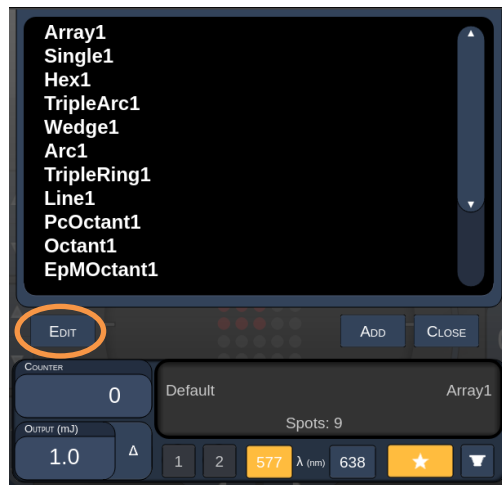 Array1
Single1
Hex1
TripleArc1
Wedge1
Arc1
TripleRing1
Line1
PcOctant1
Octant1
EpMOctant1
EDIT
ADD
CLOSE
COUNTER
0
Default
Array1
Spots: 9
OUTPUT (mJ)
1.0
Δ
1
2
577
λ (nm)
638